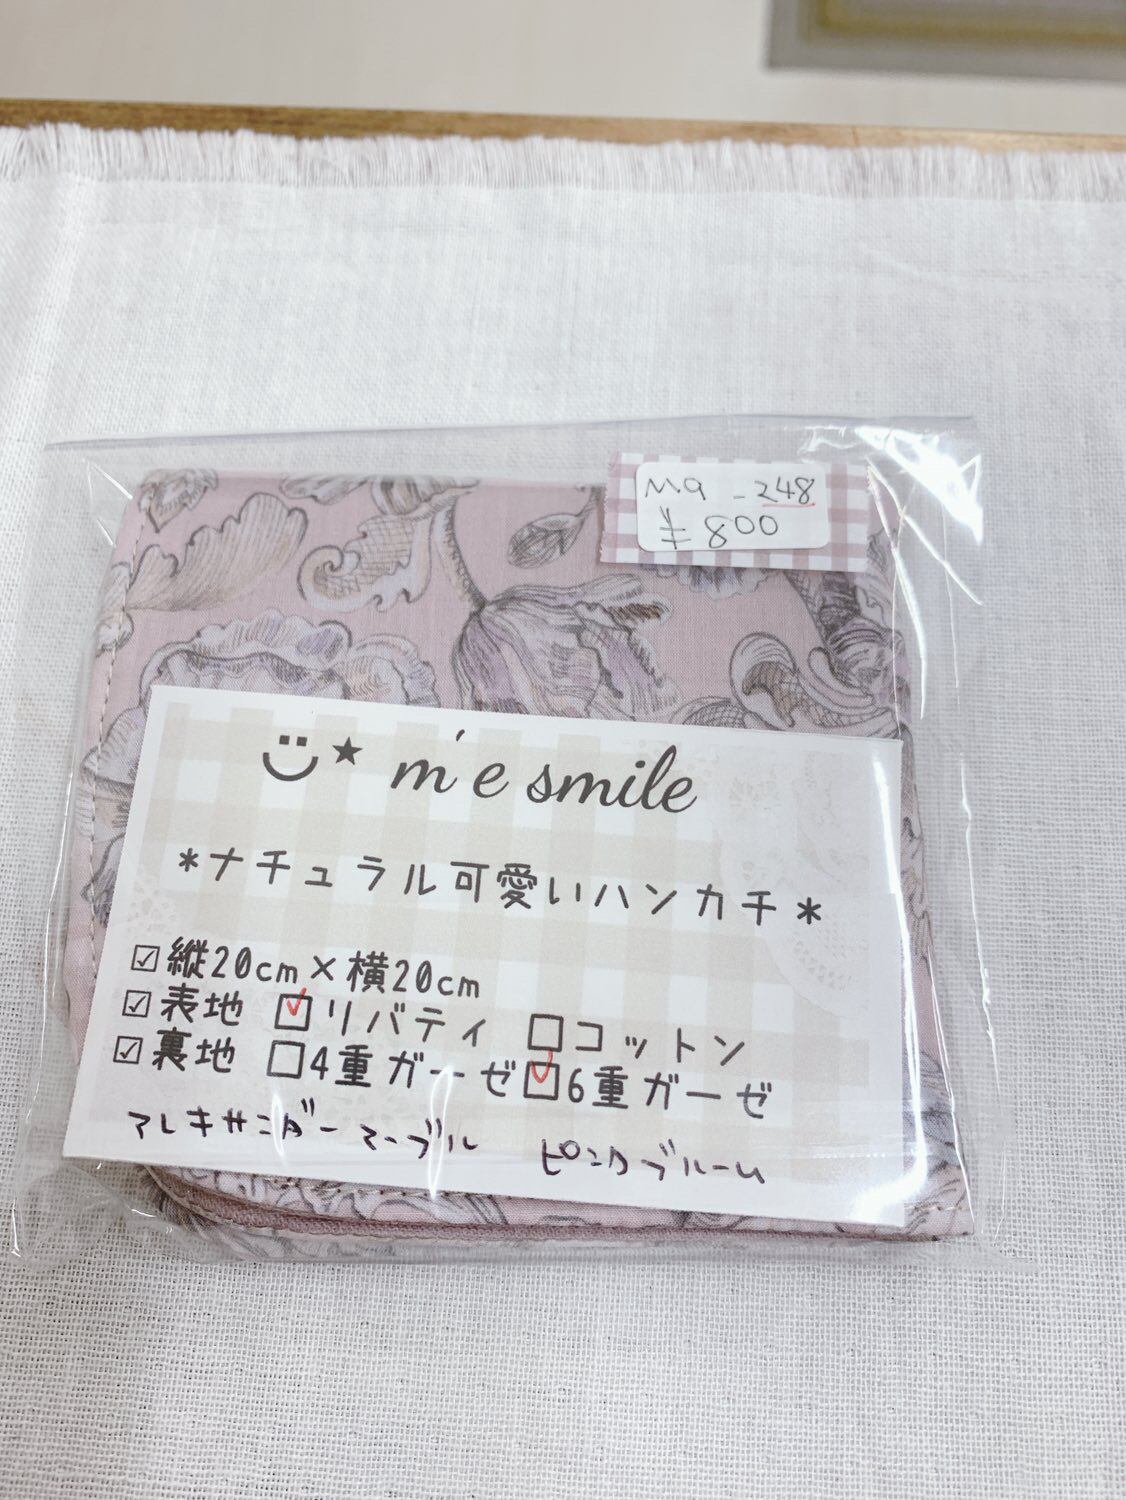 Ma - 248
¥800
m'e smile
*ナチュラル可愛いハンカチ*
☑縦20cm×横20cm
☑表地 ☑リバティ □コットン
☑裏地 □4重ガーゼ ☑6重ガーゼ
アレキサンダーマーブル ピンクブルーム